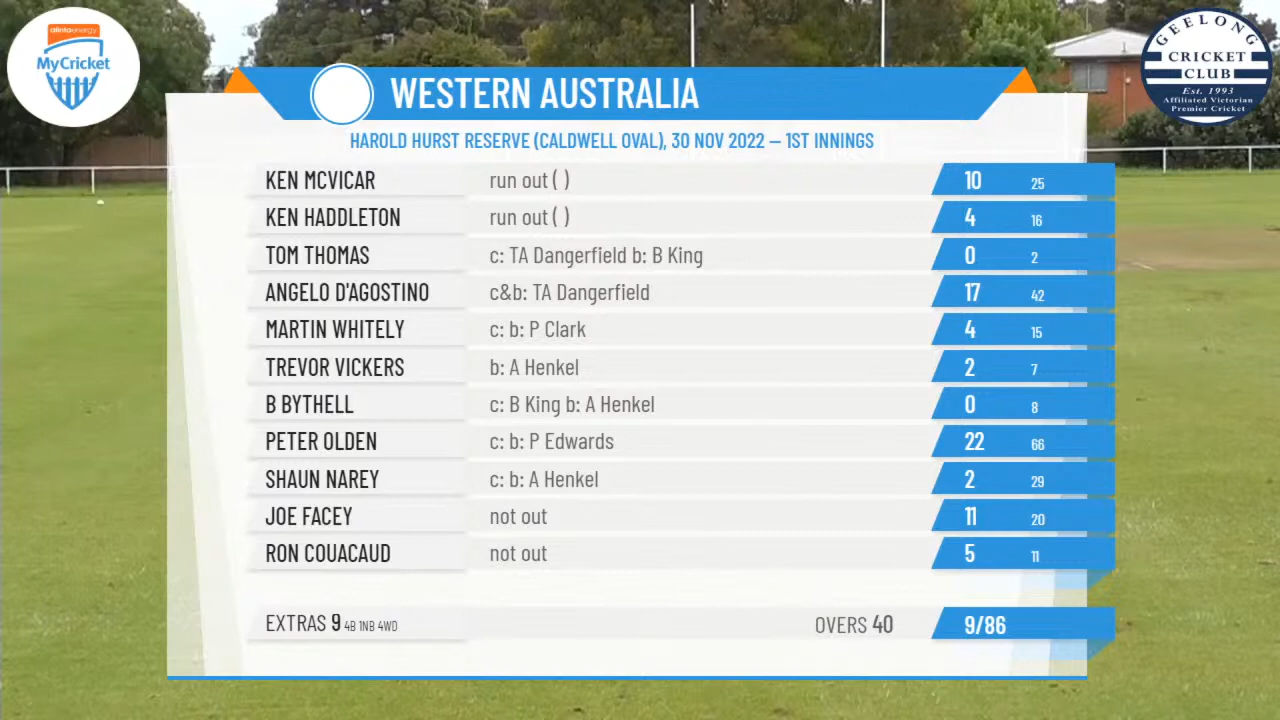 alintaenergy
MyCricket
GEELONG
CRICKET
CLUB
Est. 1993
Affiliated Victorian
Premier Cricket
WESTERN AUSTRALIA
HAROLD HURST RESERVE (CALDWELL OVAL), 30 NOV 2022 – 1ST INNINGS
KEN MCVICAR run out ( ) 10 25
KEN HADDLETON run out ( ) 4 16
TOM THOMAS c: TA Dangerfield b: B King 0 2
ANGELO D'AGOSTINO c&b: TA Dangerfield 17 42
MARTIN WHITELY c: b: P Clark 4 15
TREVOR VICKERS b: A Henkel 2 7
B BYTHELL c: B King b: A Henkel 0 8
PETER OLDEN c: b: P Edwards 22 66
SHAUN NAREY c: b: A Henkel 2 29
JOE FACEY not out 11 20
RON COUACAUD not out 5 11
EXTRAS 9 4B 1NB 4WD OVERS 40 9/86